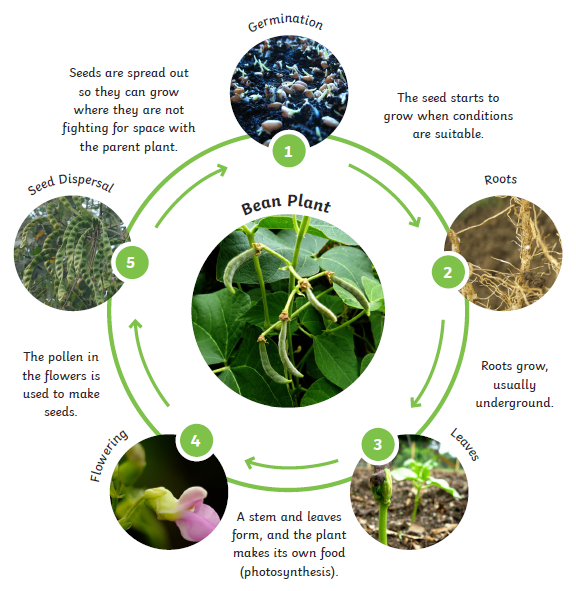 Germination
1
The seed starts to
grow when conditions
are suitable.
Roots
2
Roots grow,
usually
underground.
Leaves
3
A stem and leaves
form, and the plant
makes its own food
(photosynthesis).
Flowering
4
The pollen in
the flowers is
used to make
seeds.
Seed Dispersal
5
Seeds are spread out
so they can grow
where they are not
fighting for space with
the parent plant.
Bean Plant